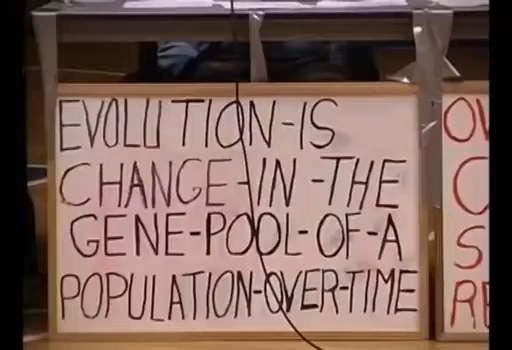 EVOLUTION-IS
CHANGE-IN-THE
GENE-POOL-OF-A
POPULATION-OVER-TIME